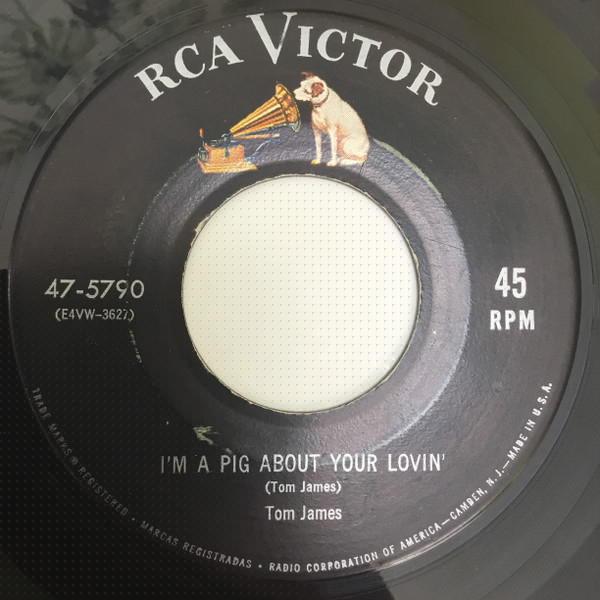 RCA VICTOR
47-5790
(E4VW-3627)
45
RPM
I'M A PIG ABOUT YOUR LOVIN'
(Tom James)
Tom James
TRADE MARKS ® REGISTERED • MARCAS REGISTRADAS • RADIO CORPORATION OF AMERICA—CAMDEN, N. J.—MADE IN U.S.A.